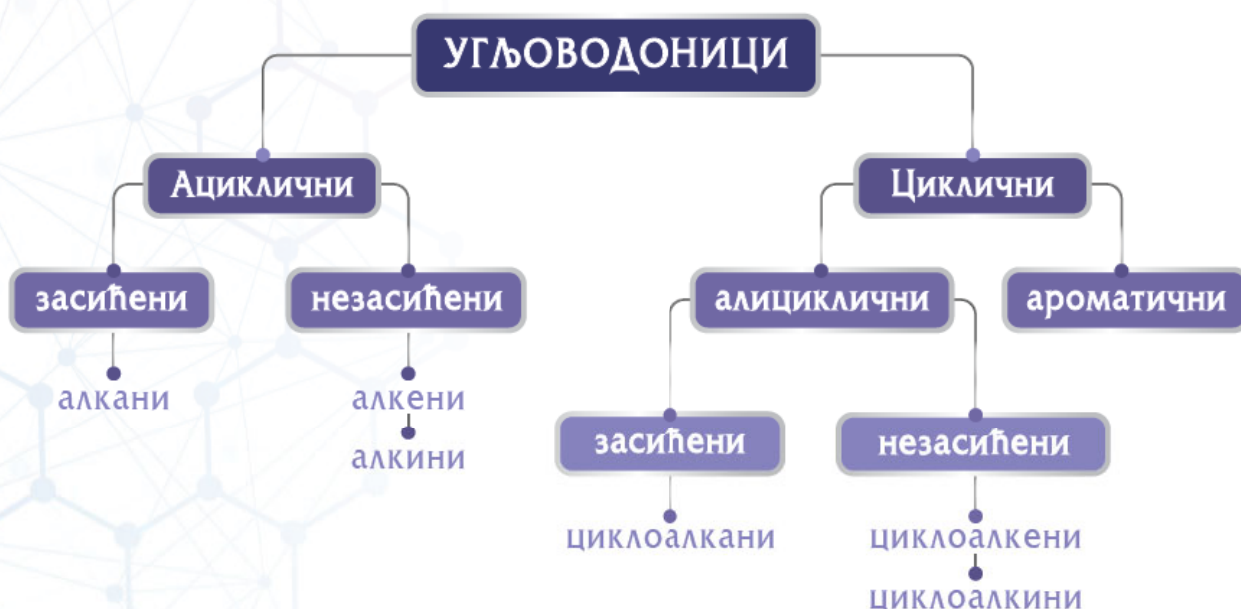 УГЉОВОДОНИЦИ
Ациклични
Циклични
засићени
незасићени
алициклични
ароматични
алкани
алкени
алкини
засићени
незасићени
циклоалкани
циклоалкени
циклоалкини